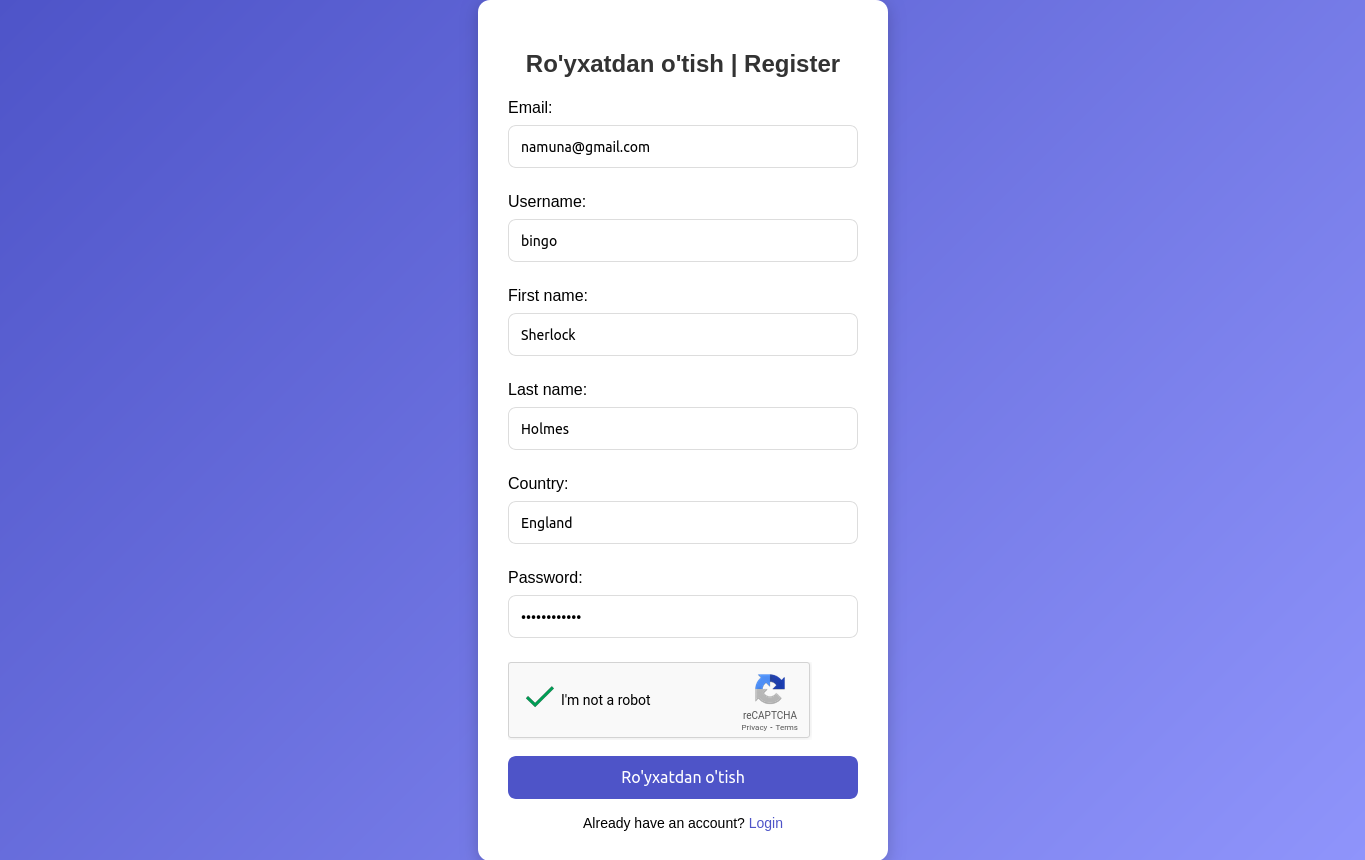 Ro'yxatdan o'tish | Register
Email:
namuna@gmail.com
Username:
bingo
First name:
Sherlock
Last name:
Holmes
Country:
England
Password:
••••••••••••
I'm not a robot
reCAPTCHA
Privacy - Terms
Ro'yxatdan o'tish
Already have an account? Login